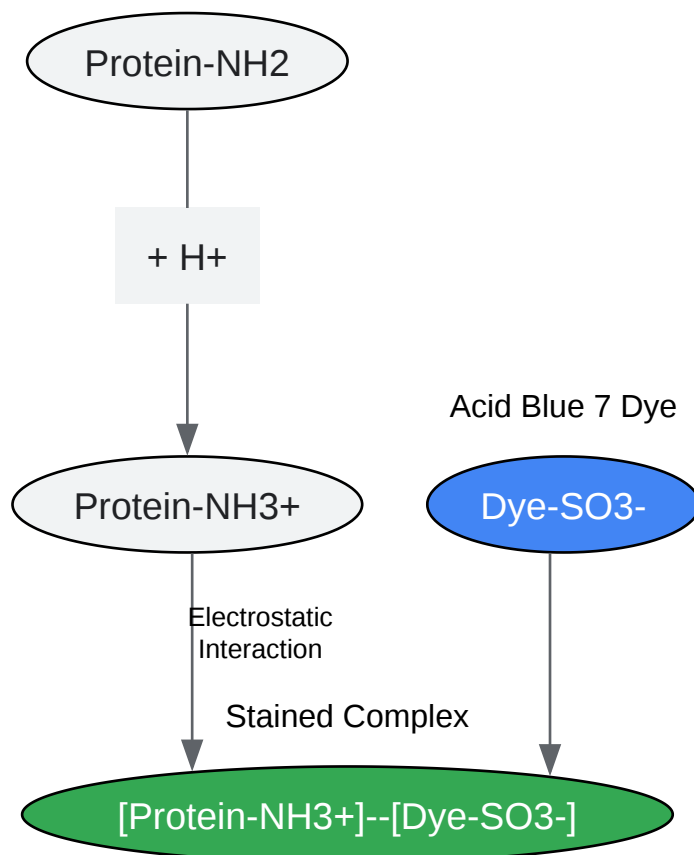 Protein-NH2
+ H+
Acid Blue 7 Dye
Protein-NH3+
Dye-SO3-
Electrostatic
Interaction
Stained Complex
[Protein-NH3+]--[Dye-SO3-]